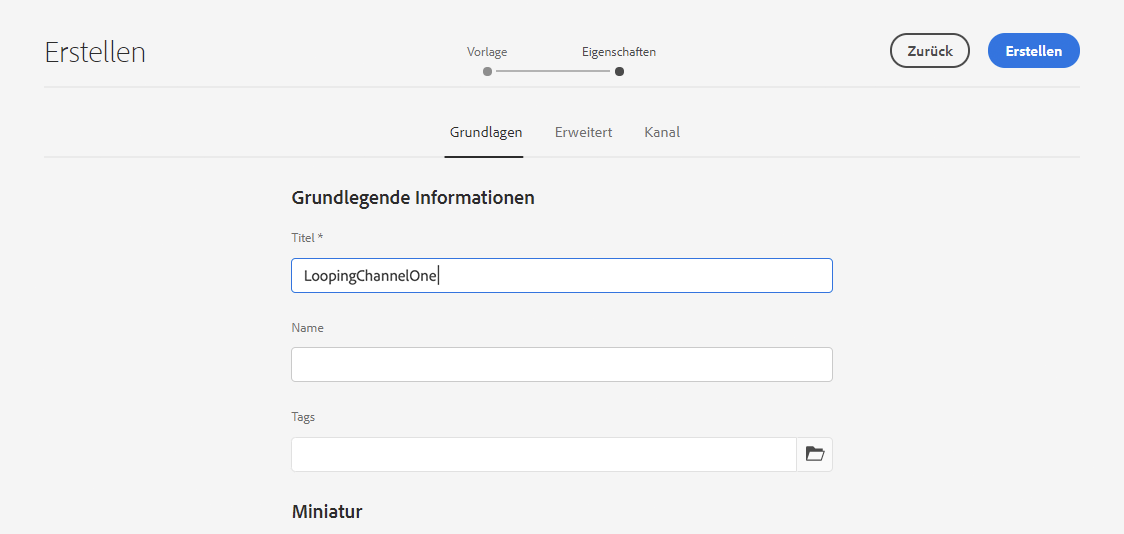 Erstellen
Vorlage
Eigenschaften
Zurück
Erstellen
Grundlagen
Erweitert
Kanal
Grundlegende Informationen
Titel *
LoopingChannelOne
Name
Tags
Miniatur